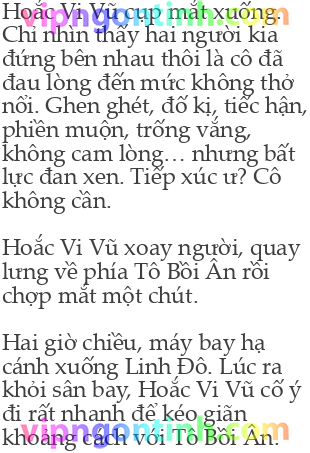 Hoắc Vi Vũ cụp mắt xuống.
Chỉ nhìn thấy hai người kia
đứng bên nhau thôi là cô đã
đau lòng đến mức không thở
nổi. Ghen ghét, đố kị, tiếc hận,
phiền muộn, trống vắng,
không cam lòng… nhưng bất
lực đan xen. Tiếp xúc ư? Cô
không cần.
Hoắc Vi Vũ xoay người, quay
lưng về phía Tô Bồi Ân rồi
chợp mắt một chút.
Hai giờ chiều, máy bay hạ
cánh xuống Linh Đô. Lúc ra
khỏi sân bay, Hoắc Vi Vũ cố ý
đi rất nhanh để kéo giãn
khoảng cách với Tô Bồi Ân.
vipngontinh.com
vipngontinh.com